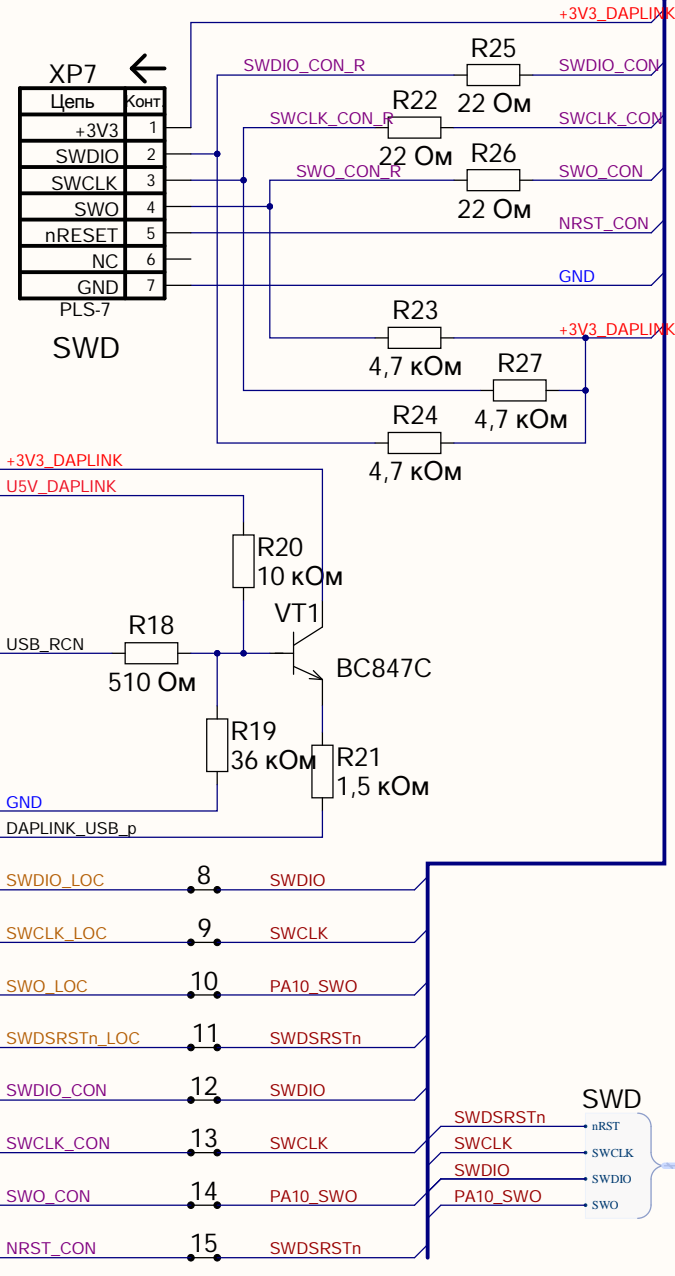 +3V3_DAPLINK
R25
SWDIO_CON_R
SWDIO_CON
22 Ом
XP7
Цепь Конт.
+3V3 1
SWDIO 2
SWCLK 3
SWO 4
nRESET 5
NC 6
GND 7
PLS-7
SWD
R22
SWCLK_CON_R
SWCLK_CON
22 Ом
R26
SWO_CON_R
SWO_CON
22 Ом
NRST_CON
GND
R23
+3V3_DAPLINK
4,7 кОм
R27
4,7 кОм
R24
4,7 кОм
+3V3_DAPLINK
U5V_DAPLINK
R20
10 кОм
VT1
BC847C
USB_RCN
R18
510 Ом
R19
36 кОм
R21
1,5 кОм
GND
DAPLINK_USB_p
SWDIO_LOC 8 SWDIO
SWCLK_LOC 9 SWCLK
SWO_LOC 10 PA10_SWO
SWDSRSTn_LOC 11 SWDSRSTn
SWDIO_CON 12 SWDIO
SWCLK_CON 13 SWCLK
SWO_CON 14 PA10_SWO
NRST_CON 15 SWDSRSTn
SWD
SWDSRSTn nRST
SWCLK SWCLK
SWDIO SWDIO
PA10_SWO SWO